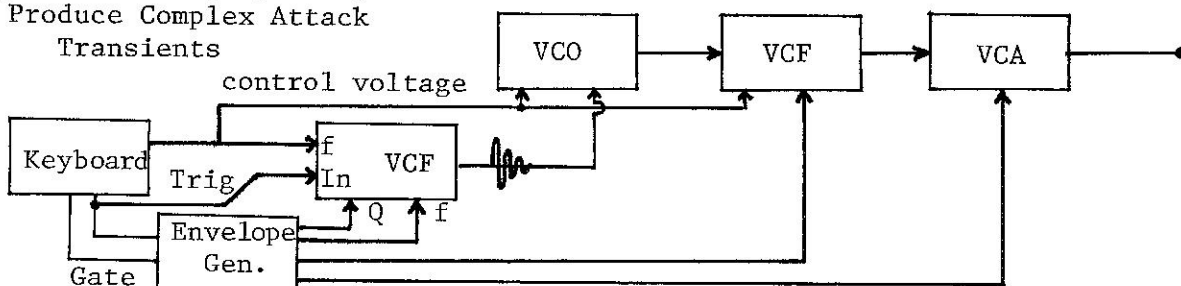 Produce Complex Attack
Transients
VCO
VCF
VCA
control voltage
Keyboard
f
VCF
Trig
In
Q
f
Envelope
Gen.
Gate